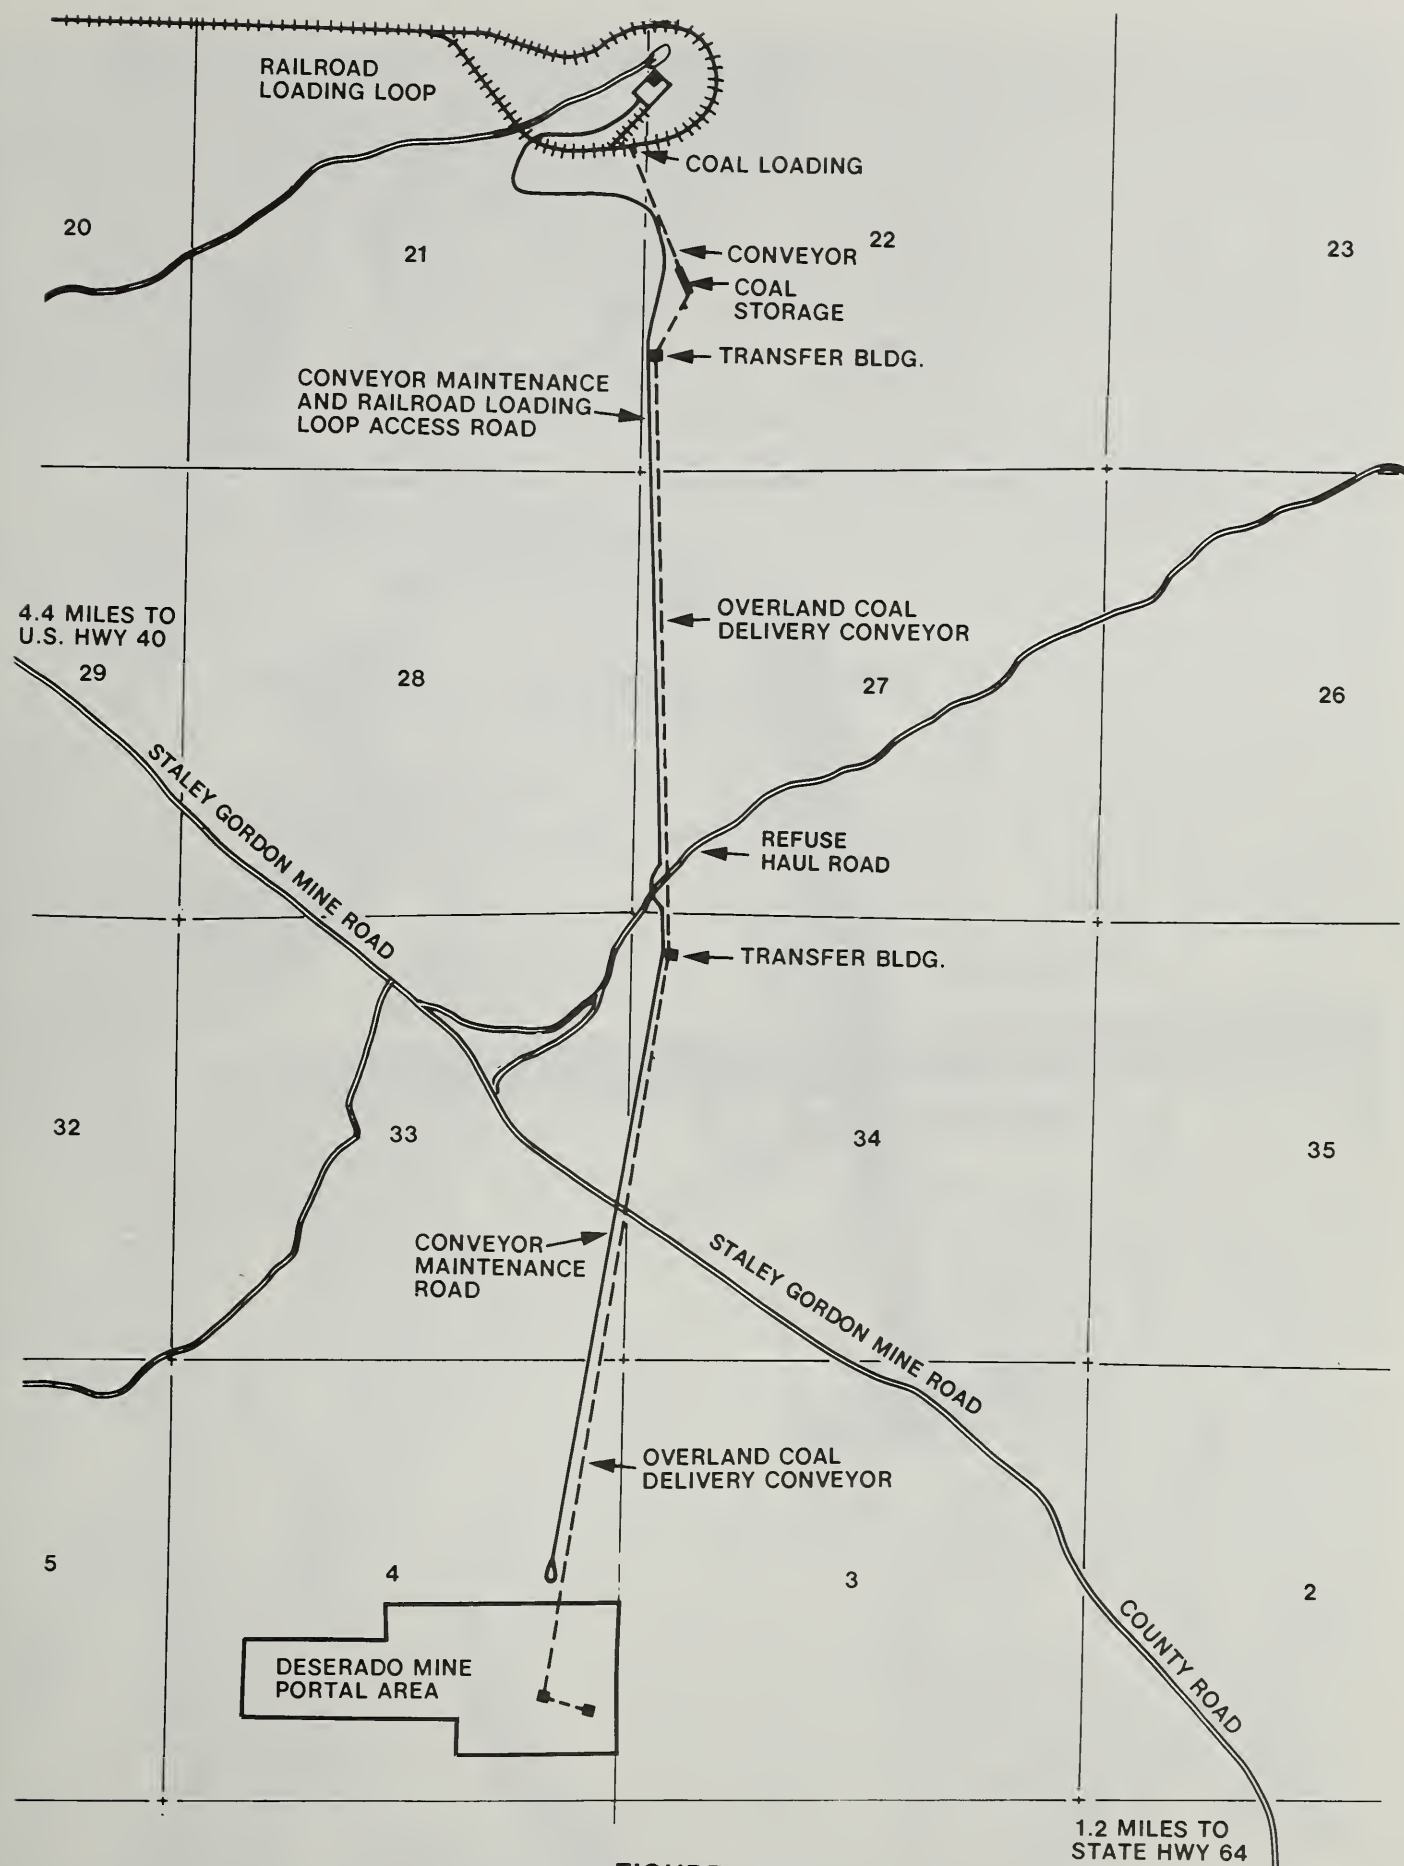 RAILROAD
LOADING LOOP
COAL LOADING
20
21
CONVEYOR
22
23
COAL
STORAGE
TRANSFER BLDG.
CONVEYOR MAINTENANCE
AND RAILROAD LOADING
LOOP ACCESS ROAD
4.4 MILES TO
U.S. HWY 40
29
28
OVERLAND COAL
DELIVERY CONVEYOR
27
26
STALEY GORDON MINE ROAD
REFUSE
HAUL ROAD
TRANSFER BLDG.
32
33
34
35
CONVEYOR
MAINTENANCE
ROAD
STALEY GORDON MINE ROAD
OVERLAND COAL
DELIVERY CONVEYOR
5
4
3
2
COUNTY ROAD
DESERADO MINE
PORTAL AREA
1.2 MILES TO
STATE HWY 64